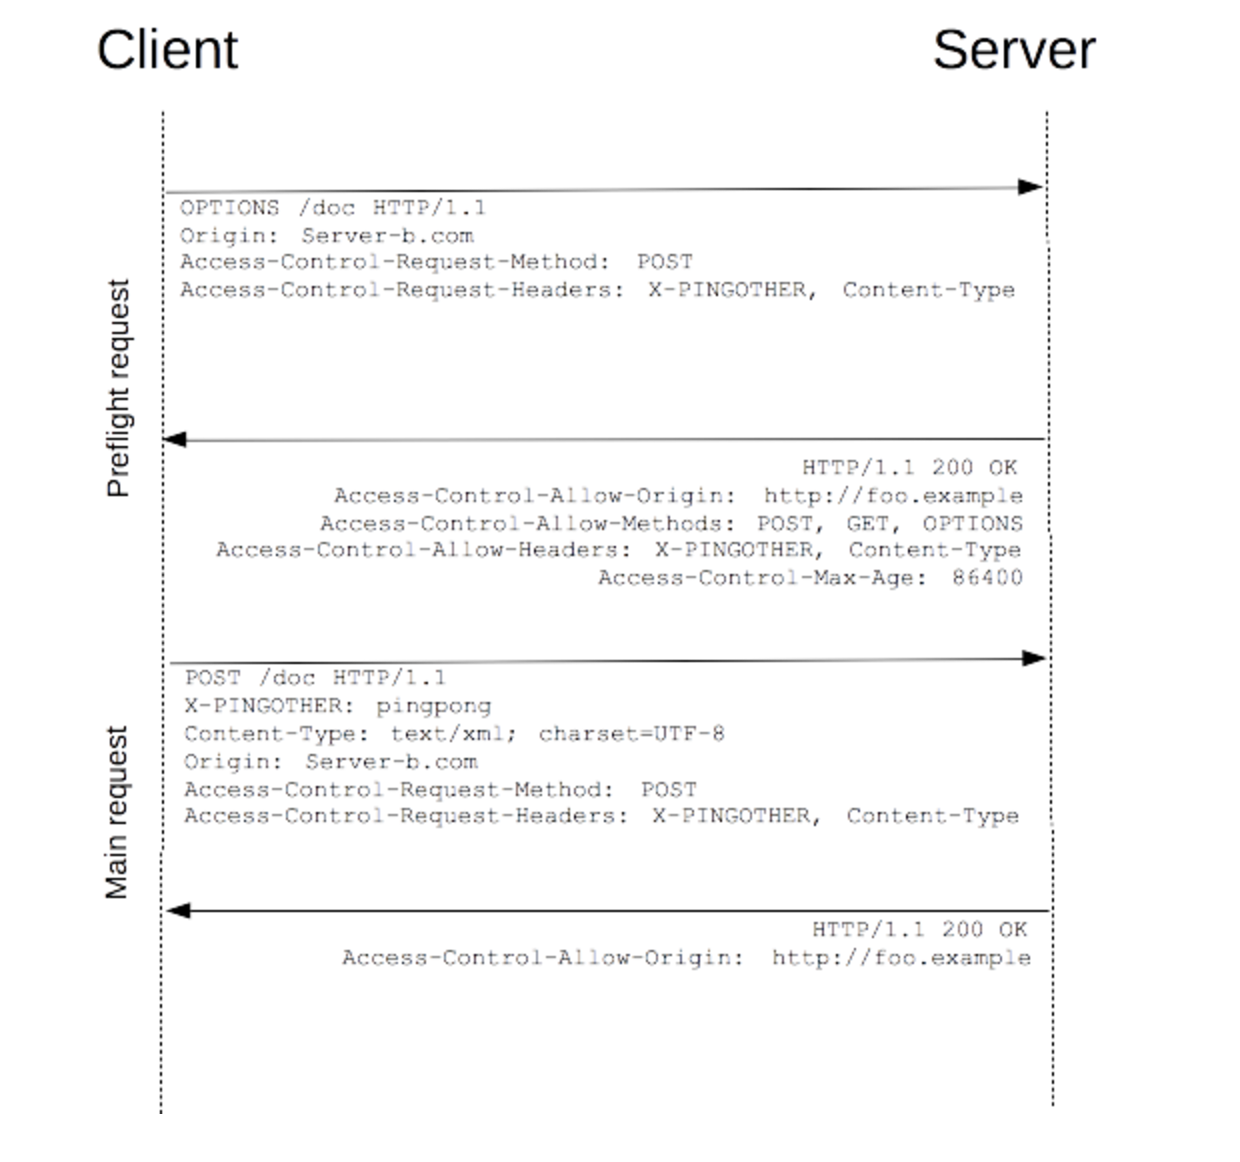 Client
Server
Preflight request
OPTIONS /doc HTTP/1.1
Origin: Server-b.com
Access-Control-Request-Method: POST
Access-Control-Request-Headers: X-PINGOTHER, Content-Type
HTTP/1.1 200 OK
Access-Control-Allow-Origin: http://foo.example
Access-Control-Allow-Methods: POST, GET, OPTIONS
Access-Control-Allow-Headers: X-PINGOTHER, Content-Type
Access-Control-Max-Age: 86400
Main request
POST /doc HTTP/1.1
X-PINGOTHER: pingpong
Content-Type: text/xml; charset=UTF-8
Origin: Server-b.com
Access-Control-Request-Method: POST
Access-Control-Request-Headers: X-PINGOTHER, Content-Type
HTTP/1.1 200 OK
Access-Control-Allow-Origin: http://foo.example